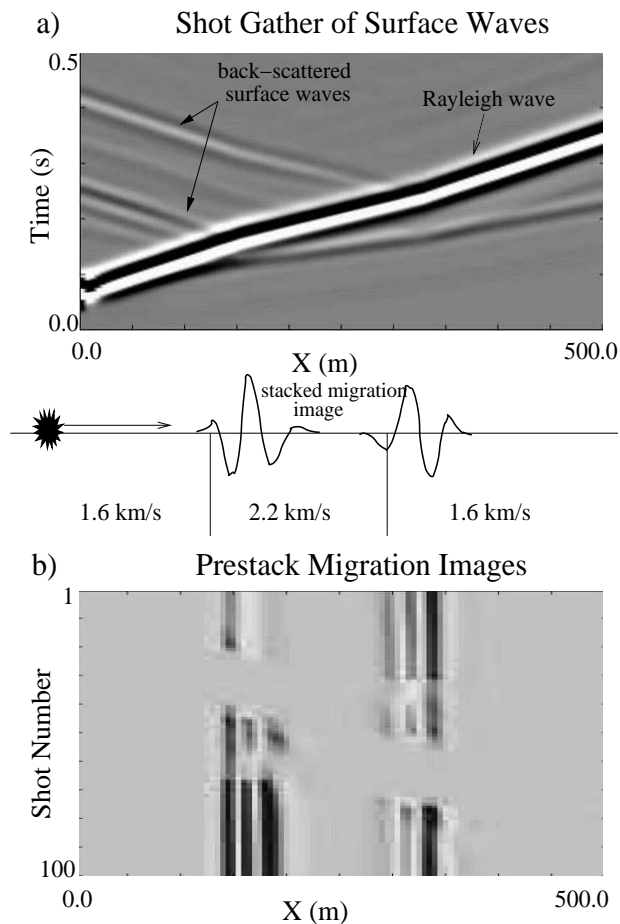 a) Shot Gather of Surface Waves
0.5
back−scattered
surface waves
Rayleigh wave
Time (s)
0.0
0.0 500.0
X (m)
stacked migration
image
1.6 km/s 2.2 km/s 1.6 km/s
b) Prestack Migration Images
1
Shot Number
100
0.0 500.0
X (m)